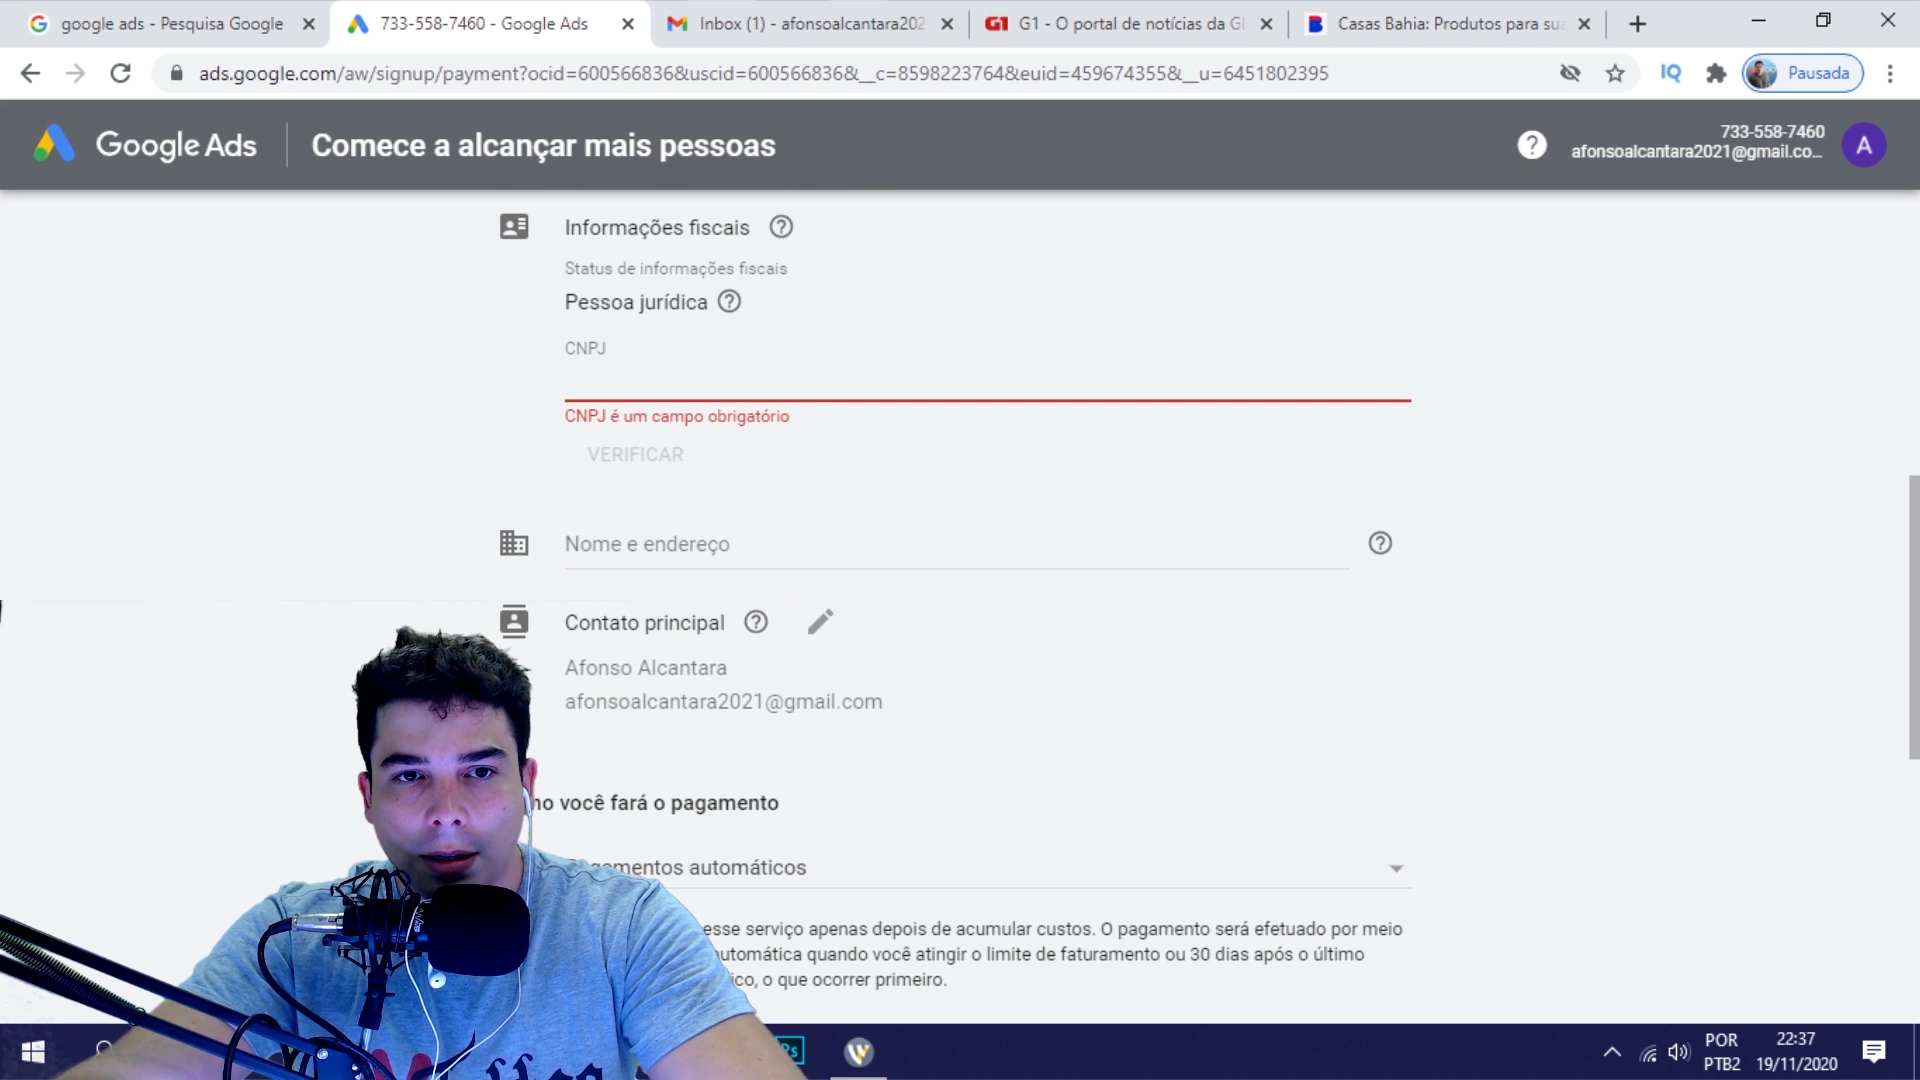 google ads - Pesquisa Google
733-558-7460 - Google Ads
Inbox (1) - afonsoalcantara202
G1 - O portal de notícias da Gl
Casas Bahia: Produtos para sua
ads.google.com/aw/signup/payment?ocid=600566836&uscid=600566836&__c=8598223764&euid=459674355&__u=6451802395
IQ
Pausada
Google Ads
Comece a alcançar mais pessoas
733-558-7460
afonsoalcantara2021@gmail.co...
A
Informações fiscais
Status de informações fiscais
Pessoa jurídica
CNPJ
CNPJ é um campo obrigatório
VERIFICAR
Nome e endereço
Contato principal
Afonso Alcantara
afonsoalcantara2021@gmail.com
você fará o pagamento
automáticos
esse serviço apenas depois de acumular custos. O pagamento será efetuado por meio
quando você atingir o limite de faturamento ou 30 dias após o último
o que ocorrer primeiro.
POR
PTB2
22:37
19/11/2020